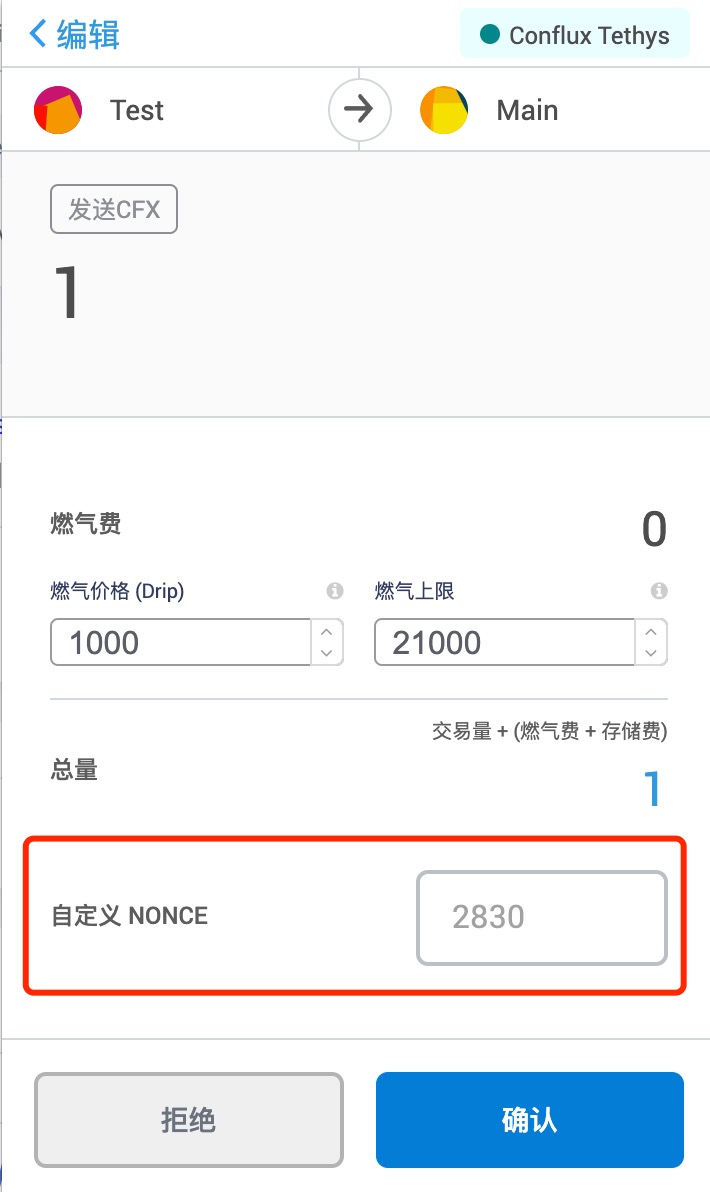 编辑
Conflux Tethys
Test
Main
发送CFX
1
燃气费
0
燃气价格 (Drip)
燃气上限
1000
21000
交易量 + (燃气费 + 存储费)
总量
1
自定义 NONCE
2830
拒绝
确认